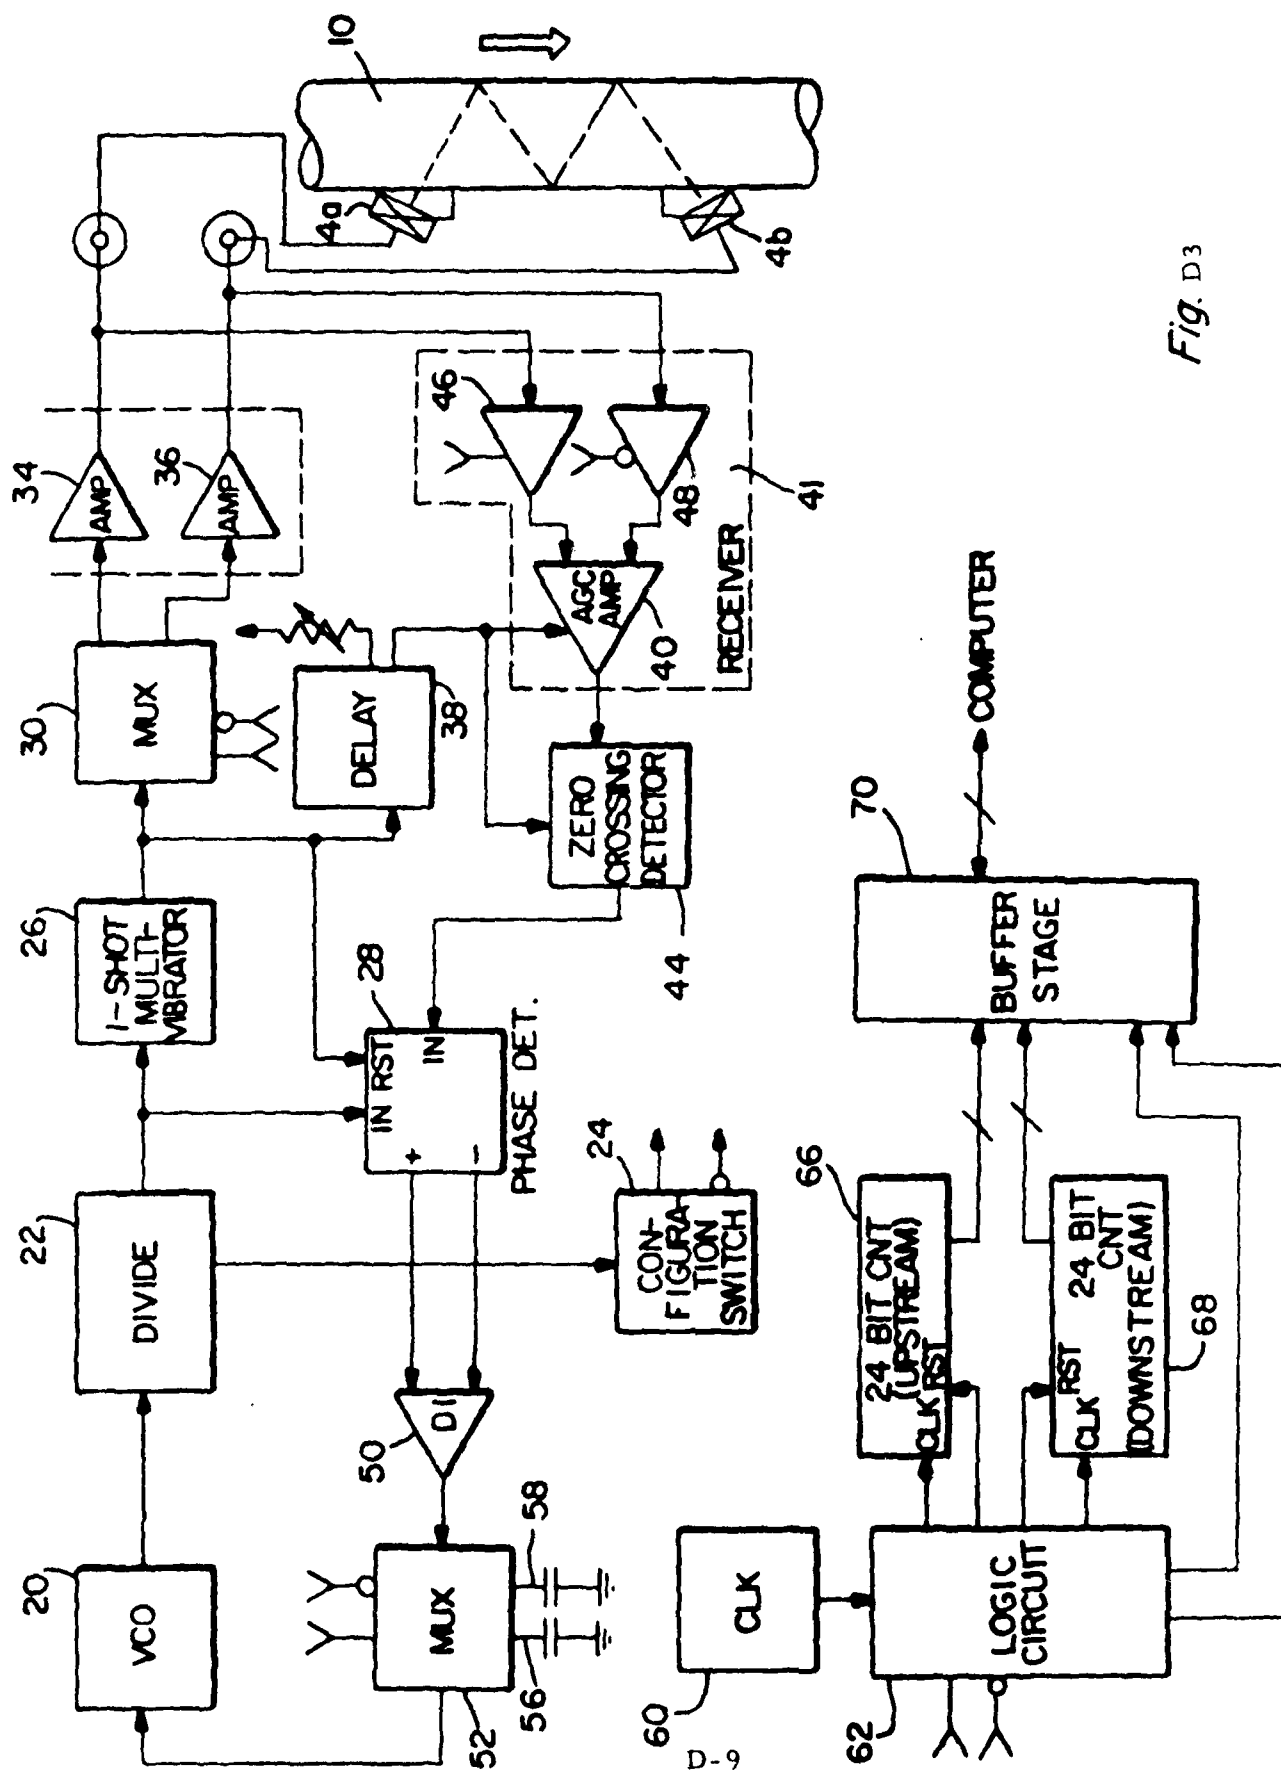 20
VCO
22
DIVIDE
26
1-SHOT
MULTI-
VIBRATOR
30
MUX
34
AMP
36
AMP
10
4a
4b
DELAY
38
46
48
AGC
AMP
40
RECEIVER
41
ZERO
CROSSING
DETECTOR
44
28
IN RST
IN
+
-
PHASE DET.
50
DI
MUX
52
56
58
24
CON-
FIGURA
TION
SWITCH
60
CLK
62
LOGIC
CIRCUIT
66
24 BIT CNT
(UPSTREAM)
CLK RST
24 BIT
CNT
RST
CLK
(DOWNSTREAM)
68
70
BUFFER
STAGE
COMPUTER
Fig. D3
D-9